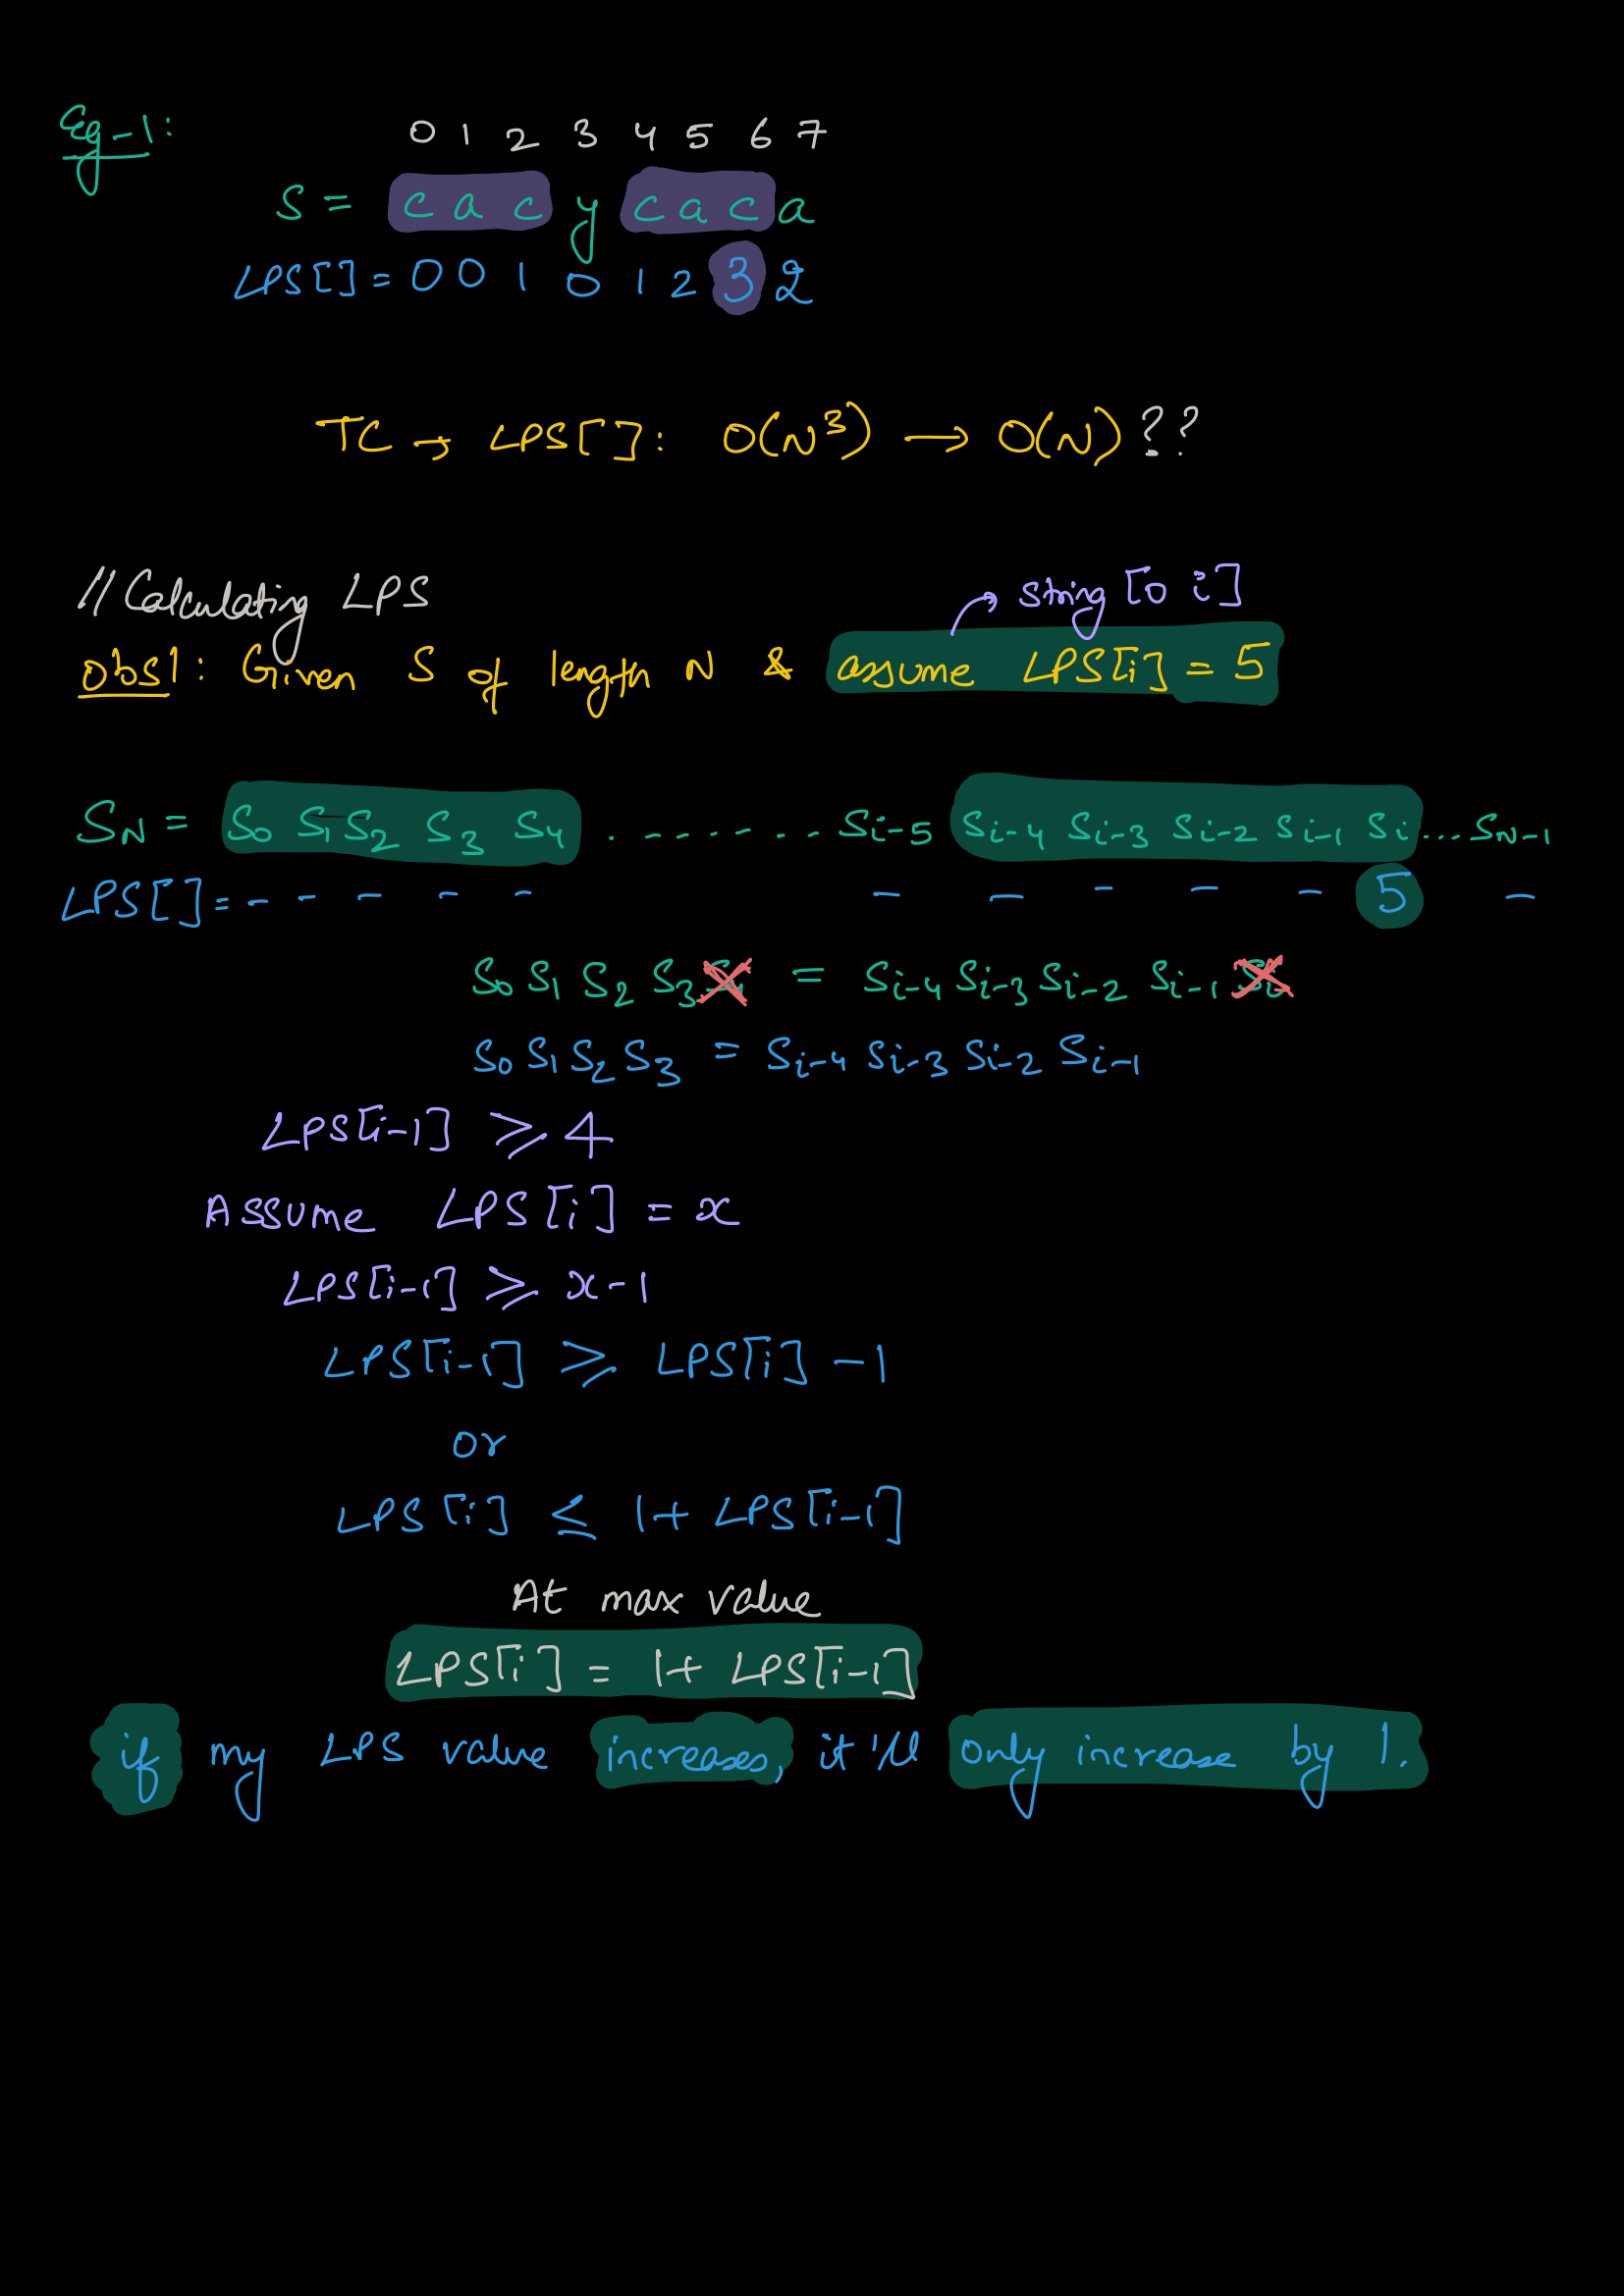 Eg-1:
0 1 2 3 4 5 6 7
S = c a c y c a c a
LPS[] = 0 0 1 0 1 2 3 2
TC → LPS[]: O(N³) → O(N) ??
// Calculating LPS
→ string [0 i]
obs1: Given S of length N & assume LPS[i] = 5
S_N = S_0 S_1 S_2 S_3 S_4 . - - - . . - - . . . S_{i-5} S_{i-4} S_{i-3} S_{i-2} S_{i-1} S_i ... S_{N-1}
LPS[] = - - - - - - - - - - 5 -
S_0 S_1 S_2 S_3 S_4 = S_{i-4} S_{i-3} S_{i-2} S_{i-1} S_i
S_0 S_1 S_2 S_3 = S_{i-4} S_{i-3} S_{i-2} S_{i-1}
LPS[i-1] ≥ 4
Assume LPS[i] = x
LPS[i-1] ≥ x-1
LPS[i-1] ≥ LPS[i] - 1
or
LPS[i] ≤ 1 + LPS[i-1]
At max value
LPS[i] = 1 + LPS[i-1]
if my LPS value increases, it'll only increase by 1.